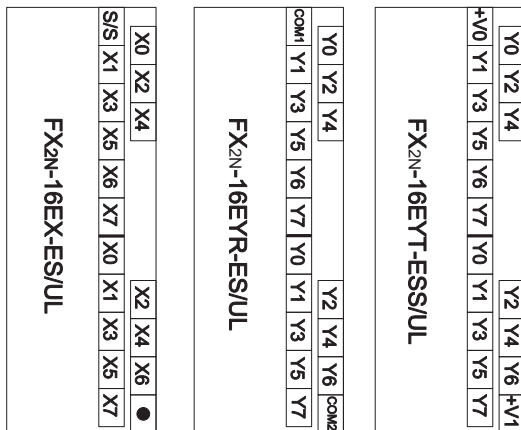 X0 X2 X4 X2 X4 X6 ●
S/S X1 X3 X5 X6 X7 X0 X1 X3 X5 X7
FX2N-16EX-ES/UL
Y0 Y2 Y4 Y2 Y4 Y6 COM2
COM1 Y1 Y3 Y5 Y6 Y7 Y0 Y1 Y3 Y5 Y7
FX2N-16EYR-ES/UL
Y0 Y2 Y4 Y2 Y4 Y6 +V1
+V0 Y1 Y3 Y5 Y6 Y7 Y0 Y1 Y3 Y5 Y7
FX2N-16EYT-ESS/UL